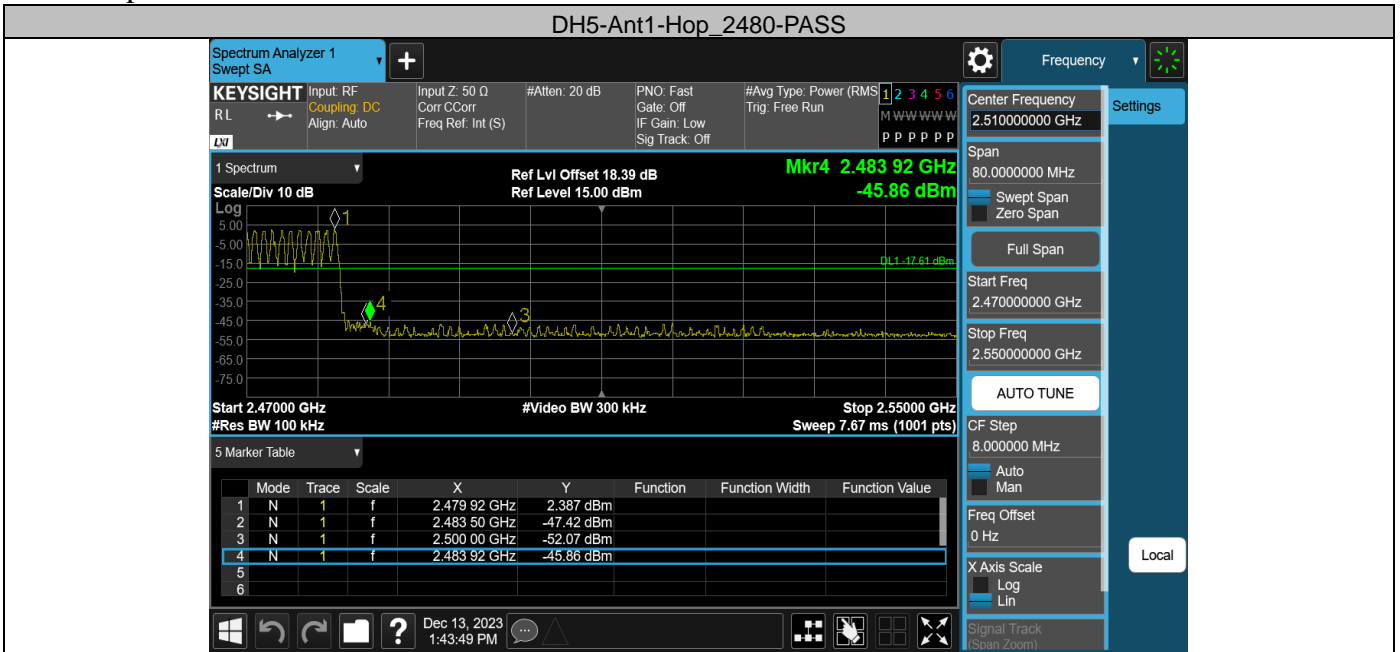 DH5-Ant1-Hop_2480-PASS
Spectrum Analyzer 1
Swept SA
+
Frequency
KEYSIGHT
RL
LXI
Input: RF
Coupling: DC
Align: Auto
Input Z: 50 Ω
Corr CCorr
Freq Ref: Int (S)
#Atten: 20 dB
PNO: Fast
Gate: Off
IF Gain: Low
Sig Track: Off
#Avg Type: Power (RMS
Trig: Free Run
1 2 3 4 5 6
M W W W W W
P P P P P P
1 Spectrum
Scale/Div 10 dB
Ref Lvl Offset 18.39 dB
Ref Level 15.00 dBm
Mkr4 2.483 92 GHz
-45.86 dBm
Log
5.00
-5.00
-15.0
-25.0
-35.0
-45.0
-55.0
-65.0
-75.0
1
4
3
DL1 -17.61 dBm
Start 2.47000 GHz
#Video BW 300 kHz
Stop 2.55000 GHz
#Res BW 100 kHz
Sweep 7.67 ms (1001 pts)
5 Marker Table
Mode Trace Scale X Y Function Function Width Function Value
1 N 1 f 2.479 92 GHz 2.387 dBm
2 N 1 f 2.483 50 GHz -47.42 dBm
3 N 1 f 2.500 00 GHz -52.07 dBm
4 N 1 f 2.483 92 GHz -45.86 dBm
5
6
?
Dec 13, 2023
1:43:49 PM
Center Frequency
2.510000000 GHz
Settings
Span
80.0000000 MHz
Swept Span
Zero Span
Full Span
Start Freq
2.470000000 GHz
Stop Freq
2.550000000 GHz
AUTO TUNE
CF Step
8.000000 MHz
Auto
Man
Freq Offset
0 Hz
Local
X Axis Scale
Log
Lin
Signal Track
(Span Zoom)